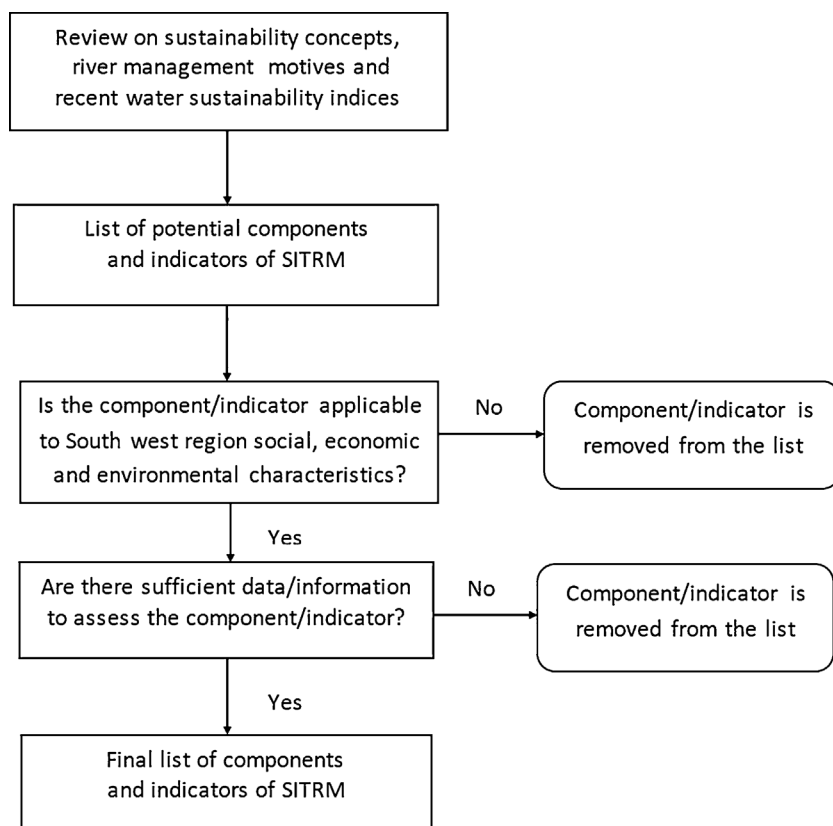 Review on sustainability concepts,
river management motives and
recent water sustainability indices
List of potential components
and indicators of SITRM
Is the component/indicator applicable
to South west region social, economic
and environmental characteristics?
No
Component/indicator is
removed from the list
Yes
Are there sufficient data/information
to assess the component/indicator?
No
Component/indicator is
removed from the list
Yes
Final list of components
and indicators of SITRM